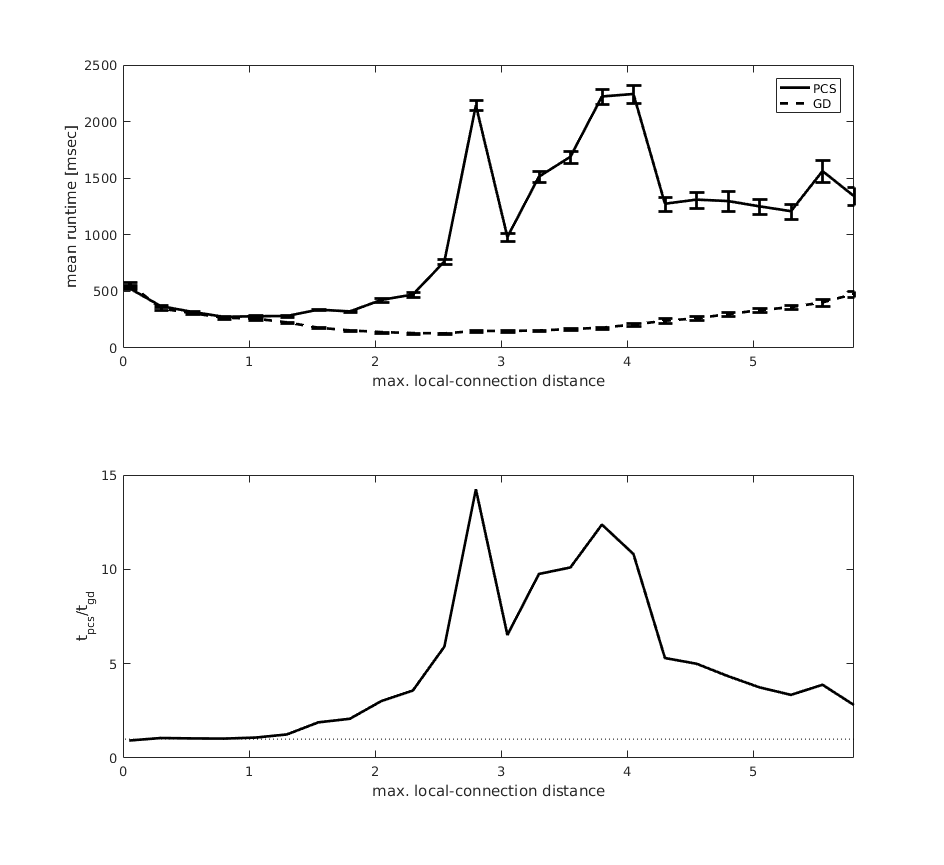 2500
2000
1500
1000
500
0
mean runtime [msec]
PCS
GD
0 1 2 3 4 5
max. local-connection distance
15
10
5
0
t_pcs/t_gd
0 1 2 3 4 5
max. local-connection distance